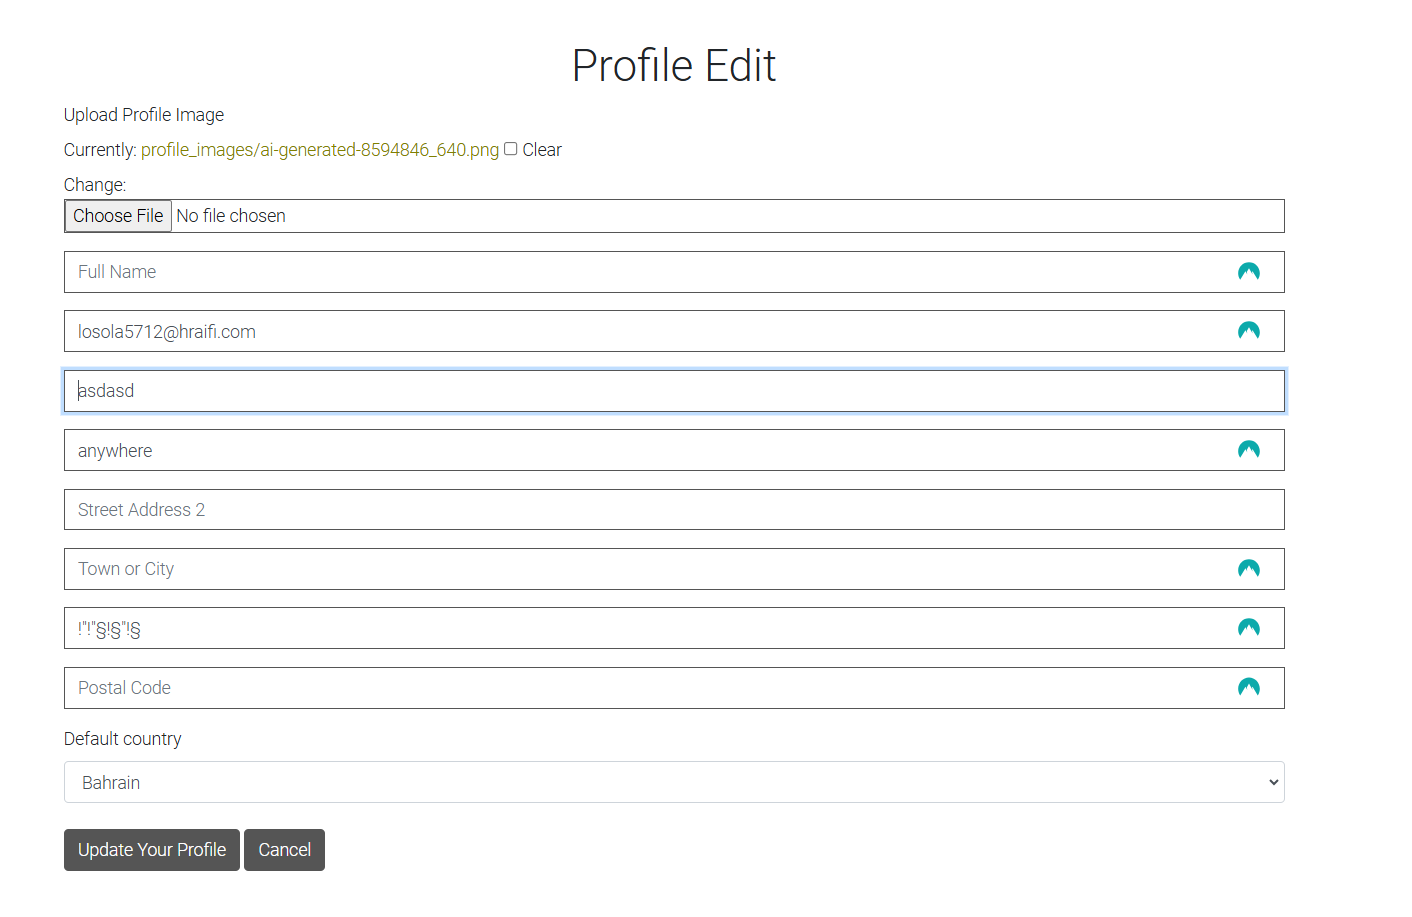 Profile Edit
Upload Profile Image
Currently: profile_images/ai-generated-8594846_640.png Clear
Change:
Choose File No file chosen
Full Name
losola5712@hraifi.com
asdasd
anywhere
Street Address 2
Town or City
!"!"§!§"!§
Postal Code
Default country
Bahrain
Update Your Profile Cancel